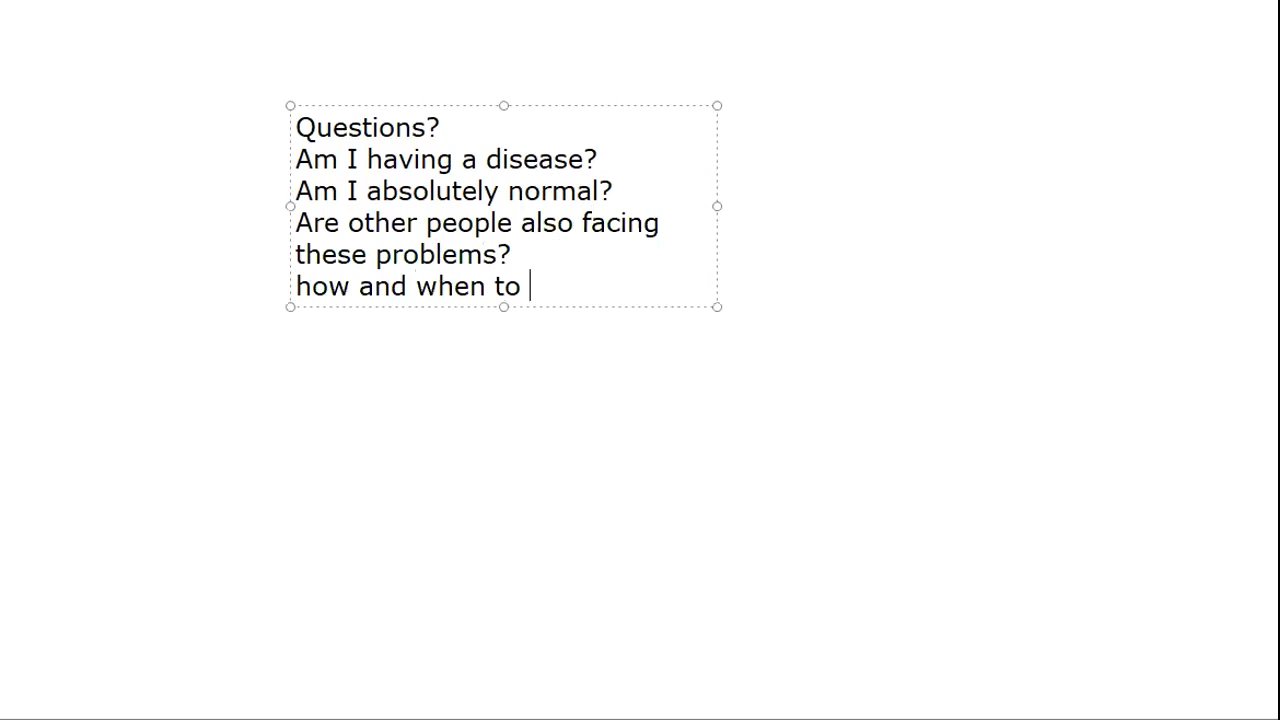 Questions?
Am I having a disease?
Am I absolutely normal?
Are other people also facing
these problems?
how and when to